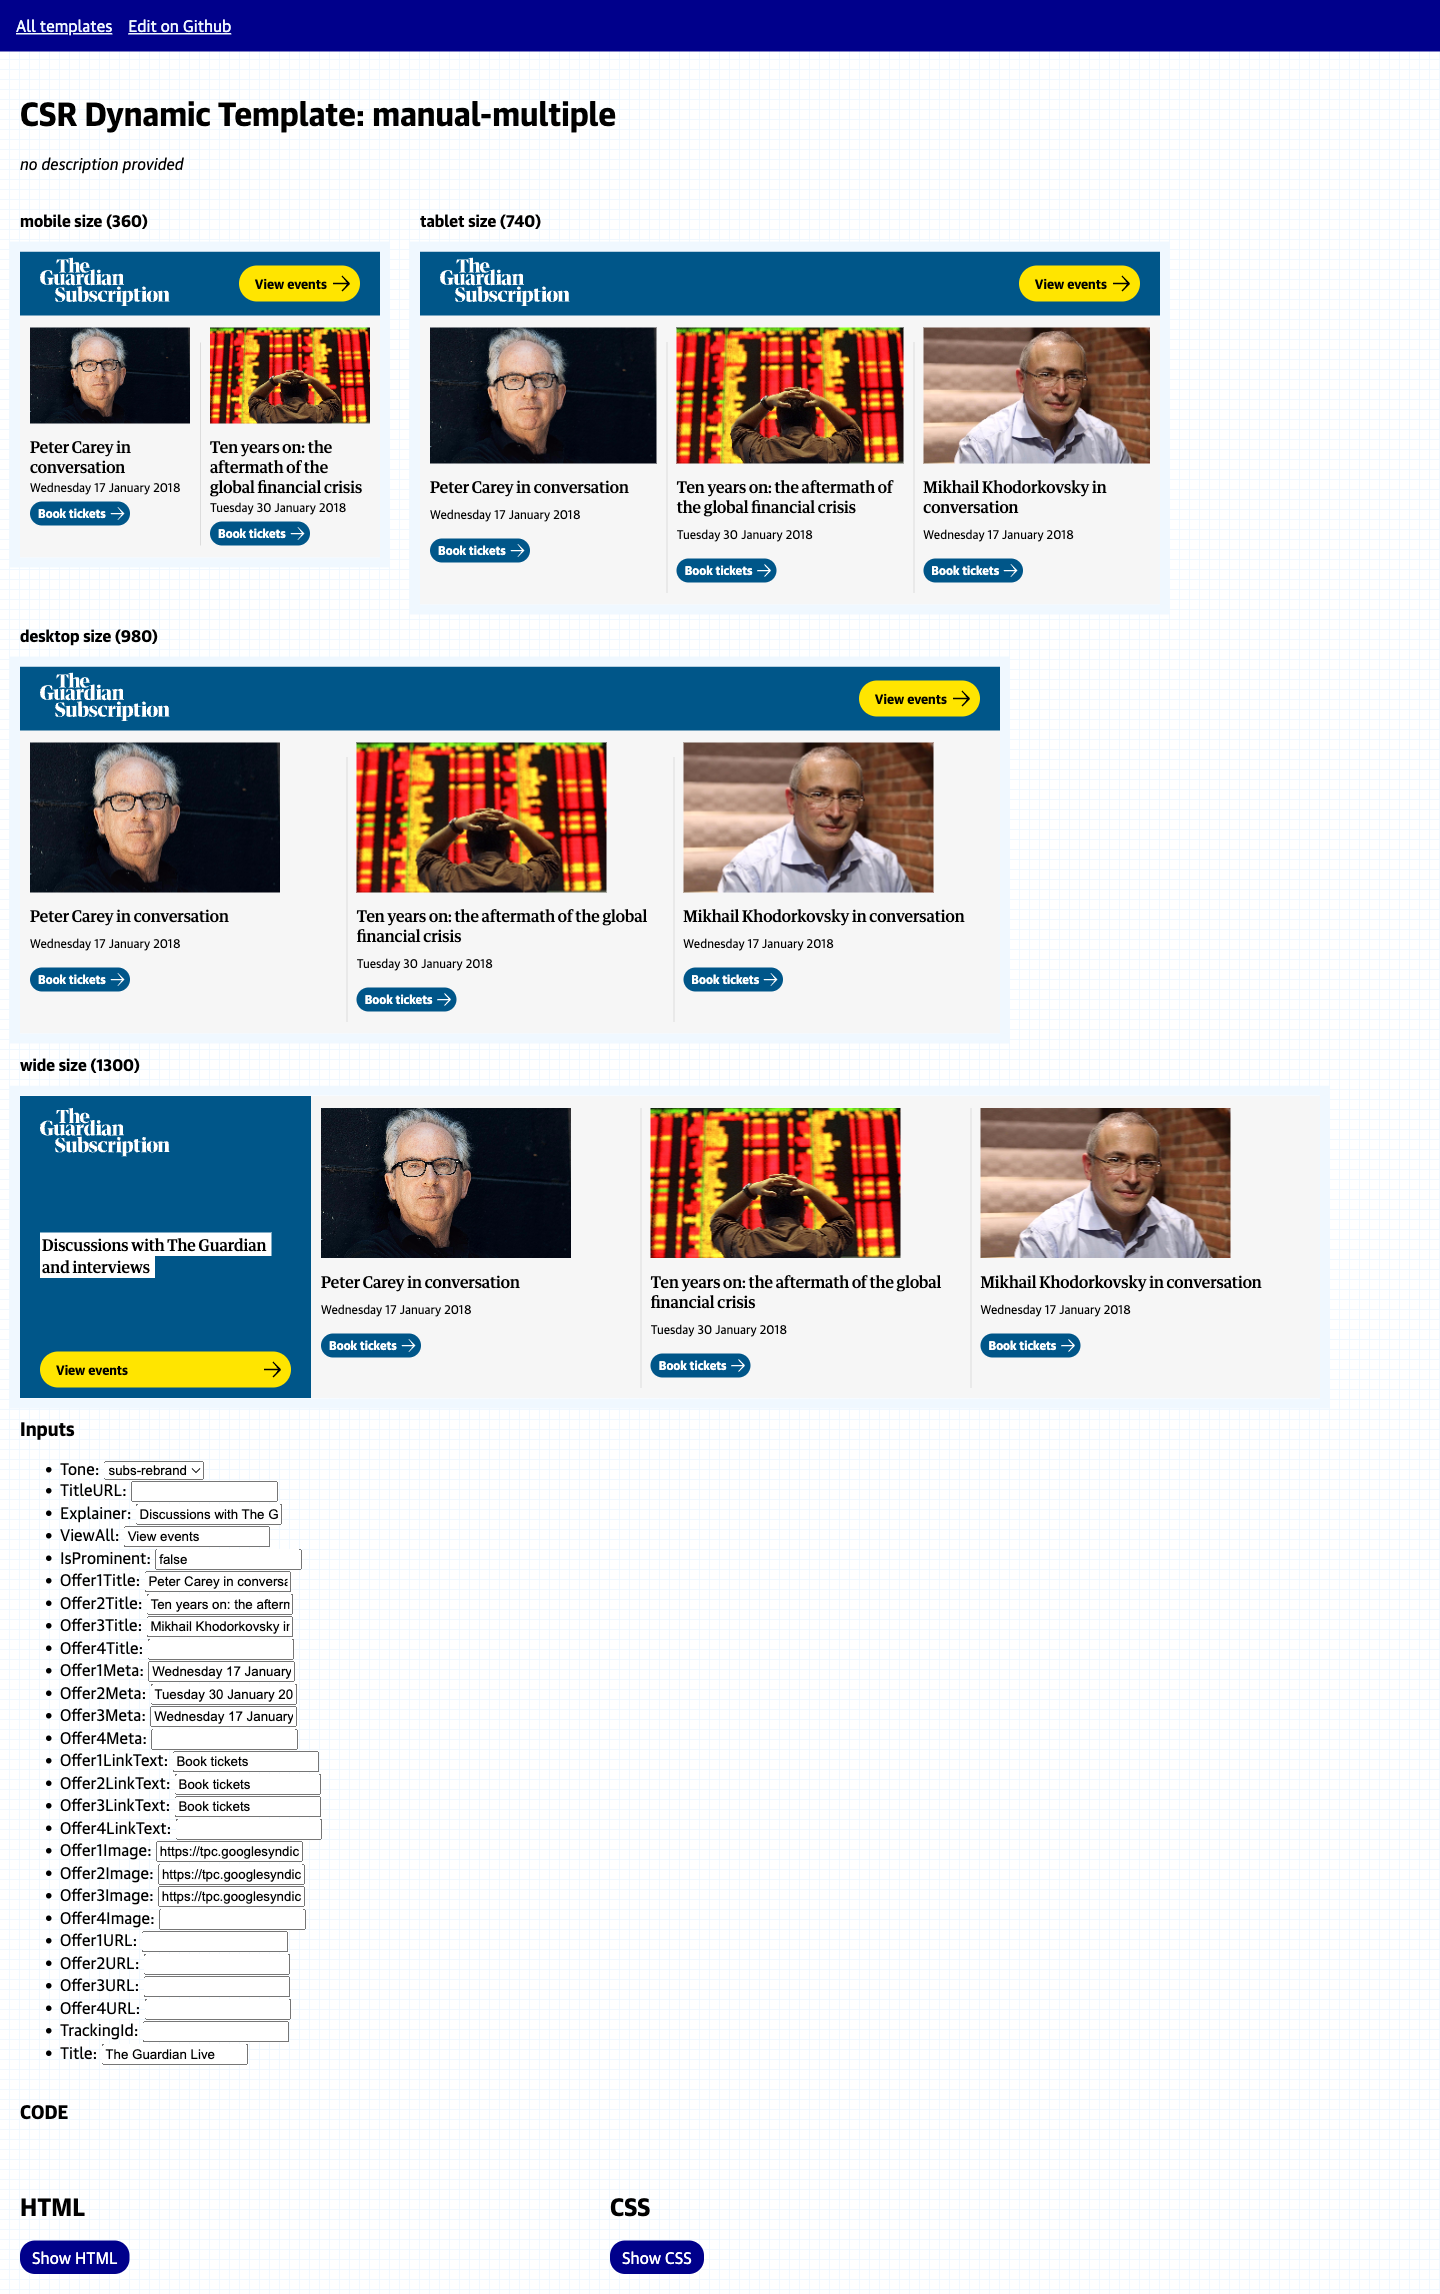 All templates Edit on Github
CSR Dynamic Template: manual-multiple
no description provided
mobile size (360)
The
Guardian
Subscription
View events
Peter Carey in
conversation
Wednesday 17 January 2018
Book tickets
Ten years on: the
aftermath of the
global financial crisis
Tuesday 30 January 2018
Book tickets
tablet size (740)
The
Guardian
Subscription
View events
Peter Carey in conversation
Wednesday 17 January 2018
Book tickets
Ten years on: the aftermath of
the global financial crisis
Tuesday 30 January 2018
Book tickets
Mikhail Khodorkovsky in
conversation
Wednesday 17 January 2018
Book tickets
desktop size (980)
The
Guardian
Subscription
View events
Peter Carey in conversation
Wednesday 17 January 2018
Book tickets
Ten years on: the aftermath of the global
financial crisis
Tuesday 30 January 2018
Book tickets
Mikhail Khodorkovsky in conversation
Wednesday 17 January 2018
Book tickets
wide size (1300)
The
Guardian
Subscription
Discussions with The Guardian
and interviews
View events
Peter Carey in conversation
Wednesday 17 January 2018
Book tickets
Ten years on: the aftermath of the global
financial crisis
Tuesday 30 January 2018
Book tickets
Mikhail Khodorkovsky in conversation
Wednesday 17 January 2018
Book tickets
Inputs
• Tone: subs-rebrand
• TitleURL:
• Explainer: Discussions with The G
• ViewAll: View events
• IsProminent: false
• Offer1Title: Peter Carey in conversa
• Offer2Title: Ten years on: the aftern
• Offer3Title: Mikhail Khodorkovsky in
• Offer4Title:
• Offer1Meta: Wednesday 17 January
• Offer2Meta: Tuesday 30 January 20
• Offer3Meta: Wednesday 17 January
• Offer4Meta:
• Offer1LinkText: Book tickets
• Offer2LinkText: Book tickets
• Offer3LinkText: Book tickets
• Offer4LinkText:
• Offer1Image: https://tpc.googlesyndic
• Offer2Image: https://tpc.googlesyndic
• Offer3Image: https://tpc.googlesyndic
• Offer4Image:
• Offer1URL:
• Offer2URL:
• Offer3URL:
• Offer4URL:
• TrackingId:
• Title: The Guardian Live
CODE
HTML
Show HTML
CSS
Show CSS